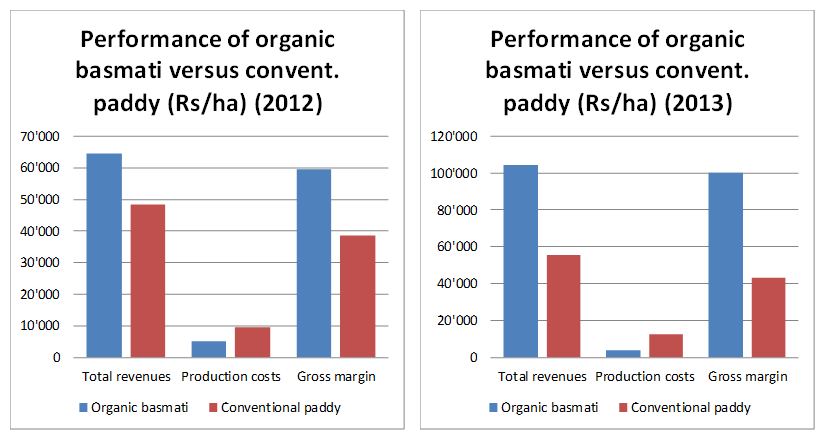 Performance of organic
basmati versus convent.
paddy (Rs/ha) (2012)
70'000
60'000
50'000
40'000
30'000
20'000
10'000
0
Total revenues Production costs Gross margin
Organic basmati Conventional paddy
Performance of organic
basmati versus convent.
paddy (Rs/ha) (2013)
120'000
100'000
80'000
60'000
40'000
20'000
0
Total revenues Production costs Gross margin
Organic basmati Conventional paddy